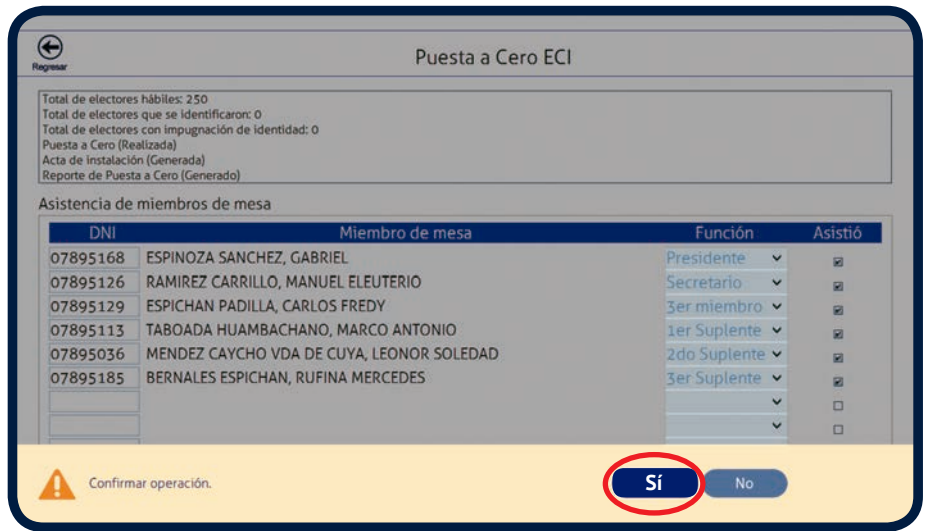 Regresar
Puesta a Cero ECI
Total de electores hábiles: 250
Total de electores que se identificaron: 0
Total de electores con impugnación de identidad: 0
Puesta a Cero (Realizada)
Acta de instalación (Generada)
Reporte de Puesta a Cero (Generado)
Asistencia de miembros de mesa
DNI Miembro de mesa Función Asistió
07895168 ESPINOZA SANCHEZ, GABRIEL Presidente
07895126 RAMIREZ CARRILLO, MANUEL ELEUTERIO Secretario
07895129 ESPICHAN PADILLA, CARLOS FREDY 3er miembro
07895113 TABOADA HUAMBACHANO, MARCO ANTONIO 1er Suplente
07895036 MENDEZ CAYCHO VDA DE CUYA, LEONOR SOLEDAD 2do Suplente
07895185 BERNALES ESPICHAN, RUFINA MERCEDES 3er Suplente
Confirmar operación. Sí No